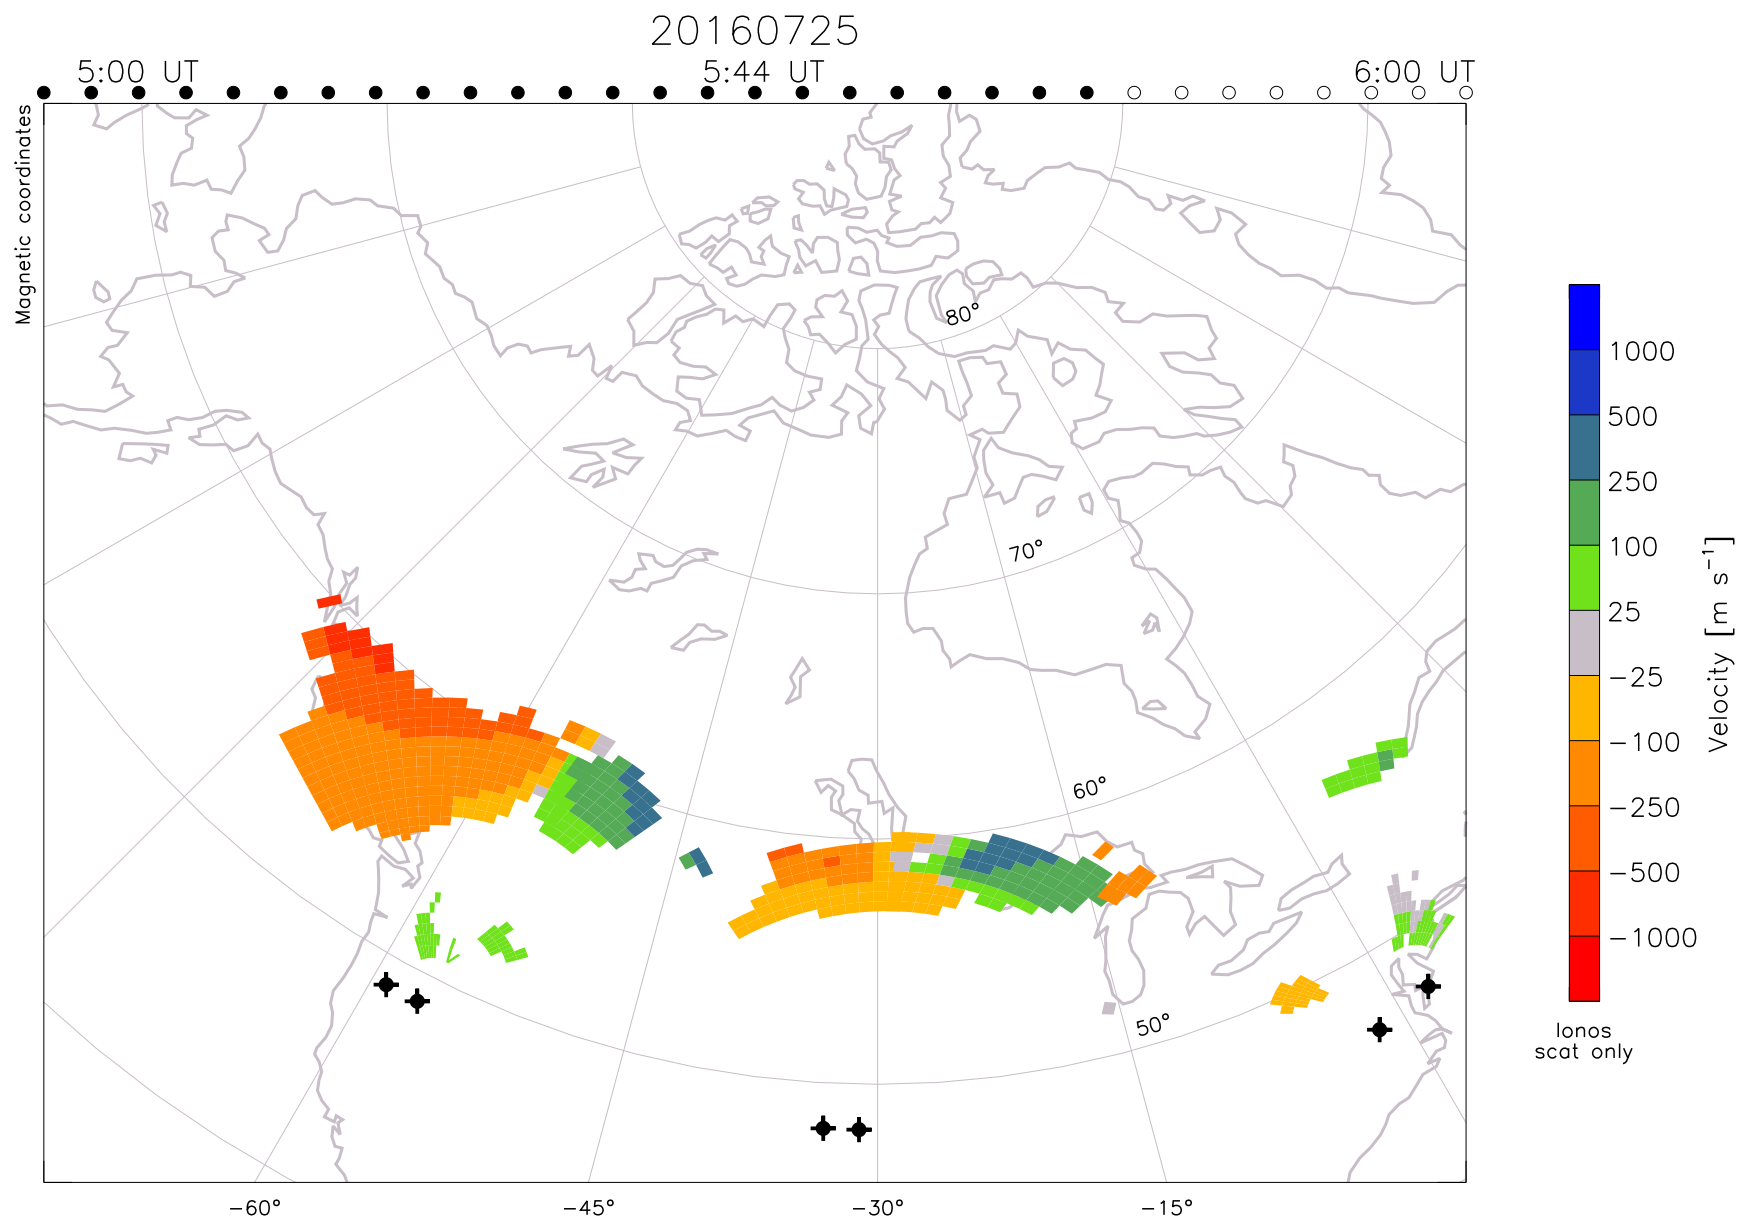 20160725
5:00 UT
5:44 UT
6:00 UT
Magnetic coordinates
80°
70°
60°
50°
1000
500
250
100
25
−25
−100
−250
−500
−1000
Velocity [m s⁻¹]
Ionos
scat only
−60°
−45°
−30°
−15°